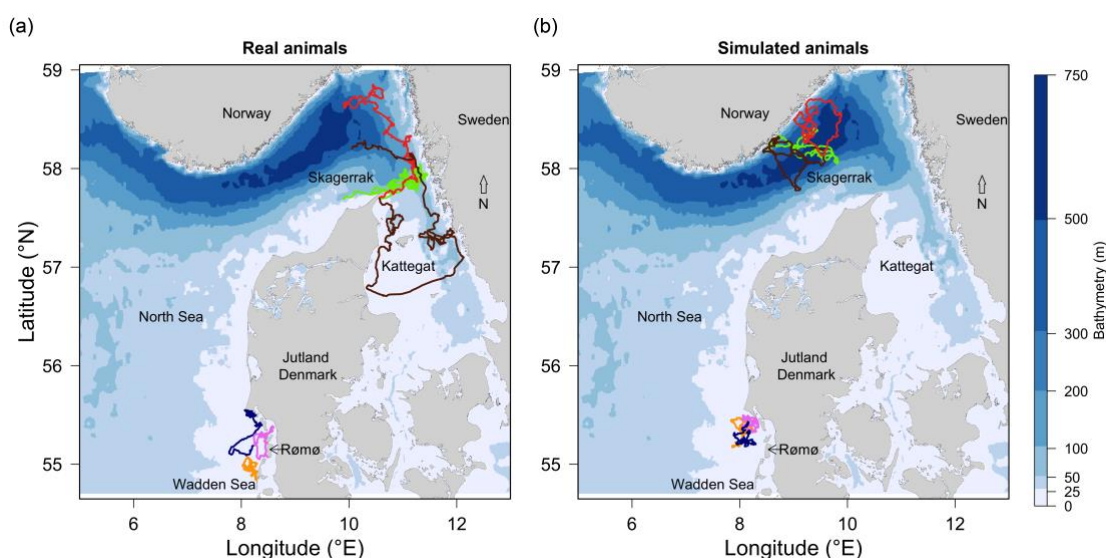 (a)
Real animals
59
58
57
56
55
Latitude (°N)
Norway
Sweden
Skagerrak
N
Kattegat
North Sea
Jutland
Denmark
Rømø
Wadden Sea
6
8
10
12
Longitude (°E)
(b)
Simulated animals
59
58
57
56
55
Norway
Sweden
Skagerrak
N
Kattegat
North Sea
Jutland
Denmark
Rømø
Wadden Sea
6
8
10
12
Longitude (°E)
750
500
300
200
100
50
25
0
Bathymetry (m)